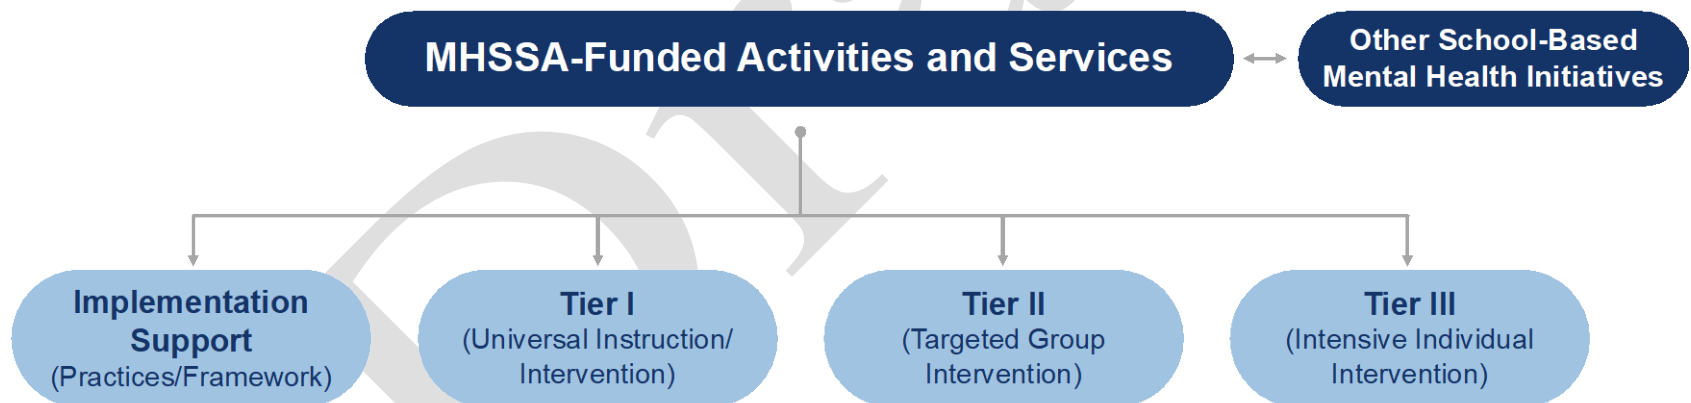 MHSSA-Funded Activities and Services
Other School-Based
Mental Health Initiatives
Implementation
Support
(Practices/Framework)
Tier I
(Universal Instruction/
Intervention)
Tier II
(Targeted Group
Intervention)
Tier III
(Intensive Individual
Intervention)